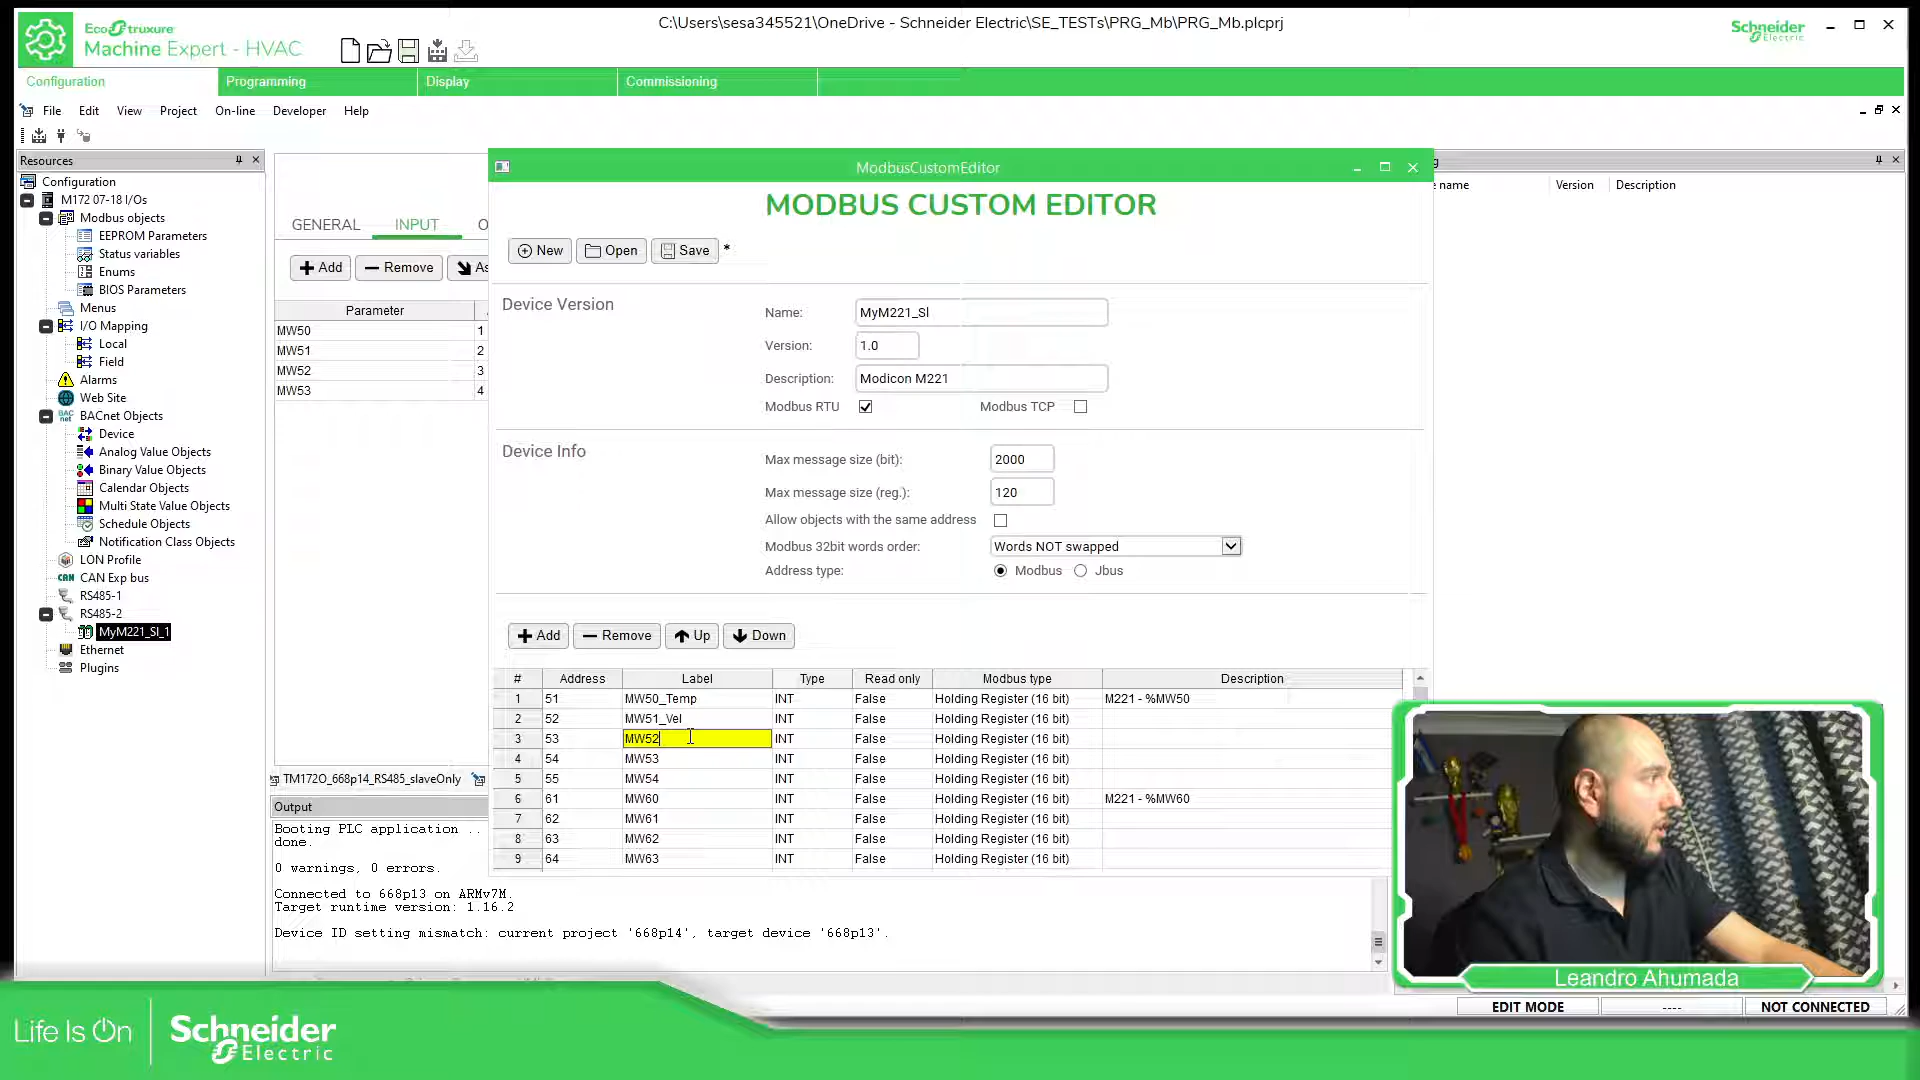 C:\Users\sesa345521\OneDrive - Schneider Electric\SE_TESTs\PRG_Mb\PRG_Mb.plcprj
EcoStruxure
Machine Expert - HVAC
Schneider
Electric
Configuration
Programming
Display
Commissioning
File Edit View Project On-line Developer Help
Resources
Configuration
M172 07-18 I/Os
Modbus objects
EEPROM Parameters
Status variables
Enums
BIOS Parameters
Menus
I/O Mapping
Local
Field
Alarms
Web Site
BACnet Objects
Device
Analog Value Objects
Binary Value Objects
Calendar Objects
Multi State Value Objects
Schedule Objects
Notification Class Objects
LON Profile
CAN Exp bus
RS485-1
RS485-2
MyM221_Sl_1
Ethernet
Plugins
GENERAL INPUT O
Add Remove As
Parameter
MW50 1
MW51 2
MW52 3
MW53 4
TM172O_668p14_RS485_slaveOnly
ModbusCustomEditor
MODBUS CUSTOM EDITOR
New Open Save *
Device Version
Name: MyM221_Sl
Version: 1.0
Description: Modicon M221
Modbus RTU Modbus TCP
Device Info
Max message size (bit): 2000
Max message size (reg.): 120
Allow objects with the same address
Modbus 32bit words order: Words NOT swapped
Address type: Modbus Jbus
Add Remove Up Down
# Address Label Type Read only Modbus type Description
1 51 MW50_Temp INT False Holding Register (16 bit) M221 - %MW50
2 52 MW51_Vel INT False Holding Register (16 bit)
3 53 MW52 INT False Holding Register (16 bit)
4 54 MW53 INT False Holding Register (16 bit)
5 55 MW54 INT False Holding Register (16 bit)
6 61 MW60 INT False Holding Register (16 bit) M221 - %MW60
7 62 MW61 INT False Holding Register (16 bit)
8 63 MW62 INT False Holding Register (16 bit)
9 64 MW63 INT False Holding Register (16 bit)
g
e name Version Description
Output
Booting PLC application ..
done.
0 warnings, 0 errors.
Connected to 668p13 on ARMv7M.
Target runtime version: 1.16.2
Device ID setting mismatch: current project '668p14', target device '668p13'.
Leandro Ahumada
EDIT MODE ---- NOT CONNECTED
Life Is On
Schneider
Electric